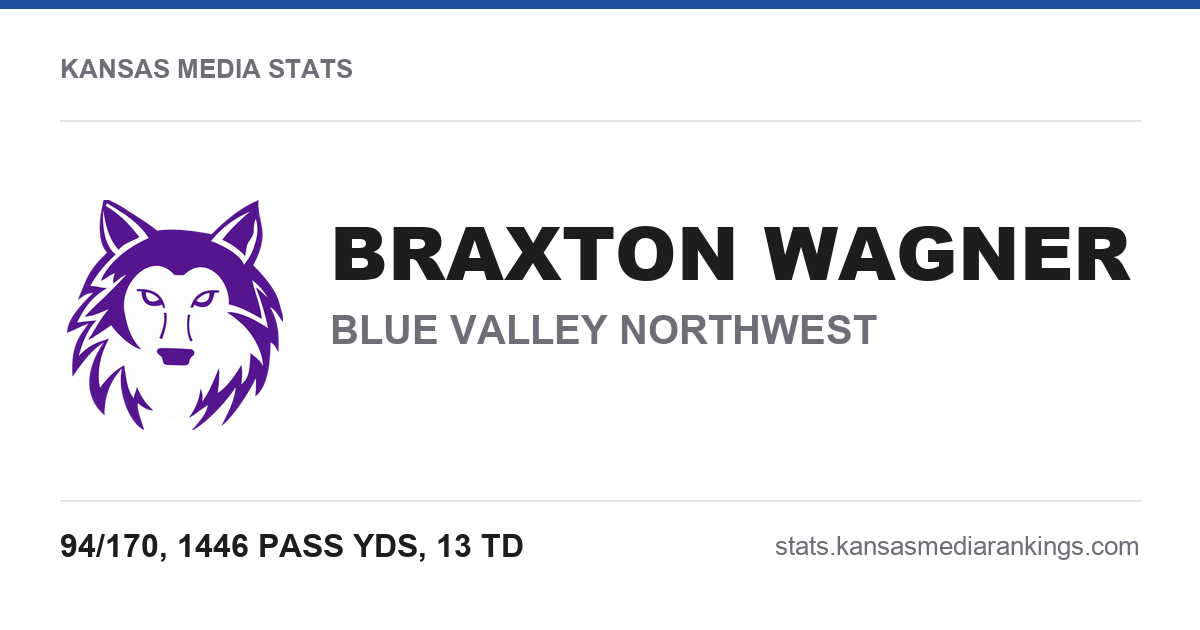 KANSAS MEDIA STATS
BRAXTON WAGNER
BLUE VALLEY NORTHWEST
94/170, 1446 PASS YDS, 13 TD
stats.kansasmediarankings.com